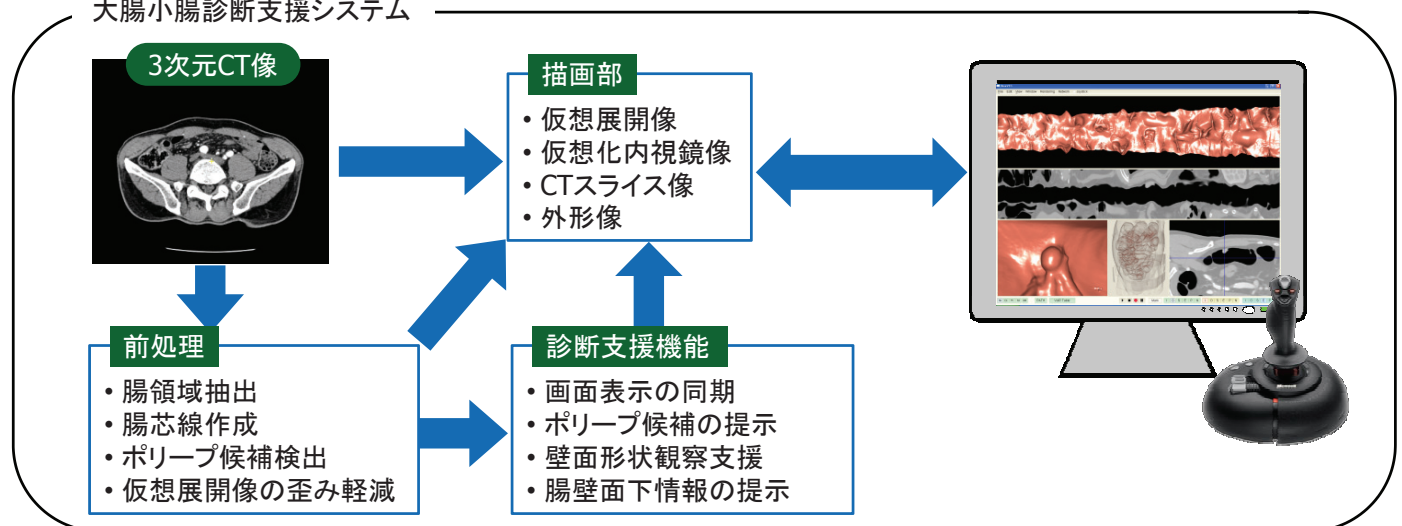 大腸小腸診断支援システム
3次元CT像
描画部
• 仮想展開像
• 仮想化内視鏡像
• CTスライス像
• 外形像
前処理
• 腸領域抽出
• 腸芯線作成
• ポリープ候補検出
• 仮想展開像の歪み軽減
診断支援機能
• 画面表示の同期
• ポリープ候補の提示
• 壁面形状観察支援
• 腸壁面下情報の提示